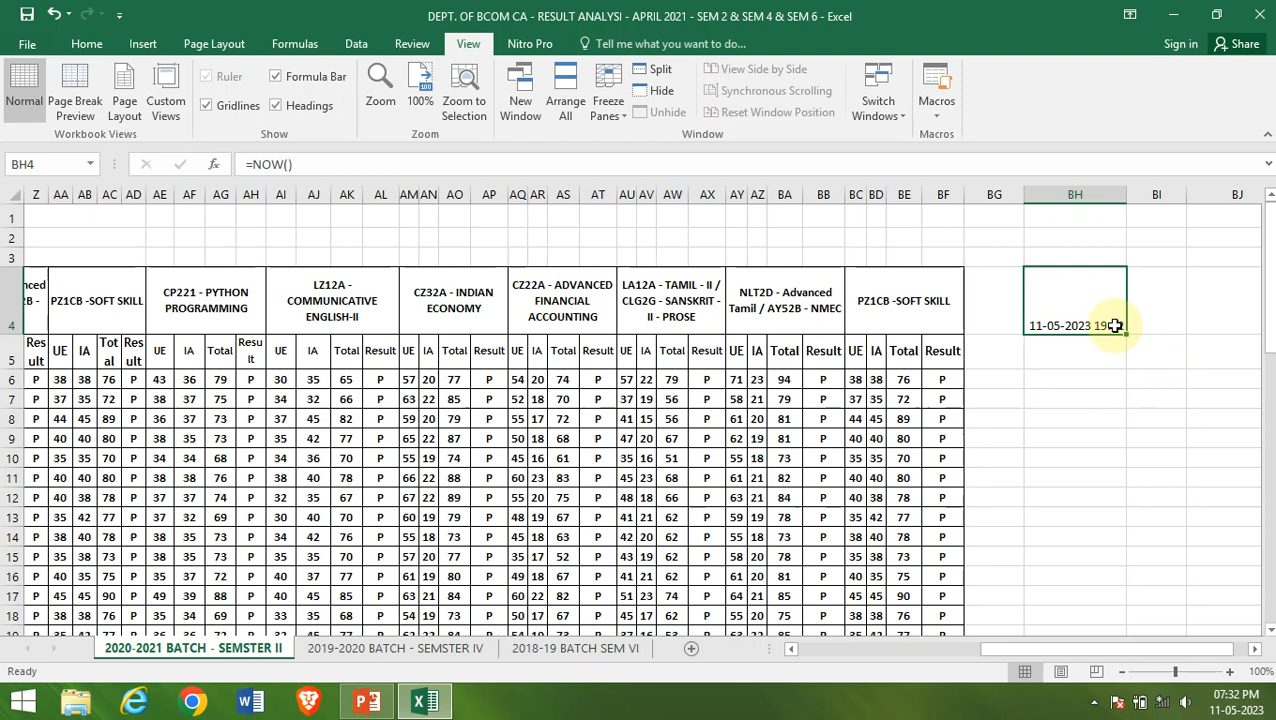 DEPT. OF BCOM CA - RESULT ANALYSI - APRIL 2021 - SEM 2 & SEM 4 & SEM 6 - Excel
File Home Insert Page Layout Formulas Data Review View Nitro Pro Tell me what you want to do... Sign in Share
Normal Page Break Preview Page Layout Custom Views
Ruler Formula Bar
Gridlines Headings
Zoom 100% Zoom to Selection
New Window Arrange All Freeze Panes
Split View Side by Side
Hide Synchronous Scrolling
Unhide Reset Window Position
Switch Windows Macros
Workbook Views Show Zoom Window Macros
BH4 fx =NOW()
Z AA AB AC AD AE AF AG AH AI AJ AK AL AM AN AO AP AQ AR AS AT AU AV AW AX AY AZ BA BB BC BD BE BF BG BH BI BJ
1
2
3
4 nced B - PZ1CB -SOFT SKILL CP221 - PYTHON PROGRAMMING LZ12A - COMMUNICATIVE ENGLISH-II CZ32A - INDIAN ECONOMY CZ22A - ADVANCED FINANCIAL ACCOUNTING LA12A - TAMIL - II / CLG2G - SANSKRIT - II - PROSE NLT2D - Advanced Tamil / AY52B - NMEC PZ1CB -SOFT SKILL 11-05-2023 19
5 Result UE IA Total Result UE IA Total Result UE IA Total Result UE IA Total Result UE IA Total Result UE IA Total Result UE IA Total Result UE IA Total Result
6 P 38 38 76 P 43 36 79 P 30 35 65 P 57 20 77 P 54 20 74 P 57 22 79 P 71 23 94 P 38 38 76 P
7 P 37 35 72 P 38 37 75 P 34 32 66 P 63 22 85 P 52 18 70 P 37 19 56 P 58 21 79 P 37 35 72 P
8 P 44 45 89 P 36 37 73 P 37 45 82 P 59 20 79 P 55 17 72 P 41 15 56 P 61 20 81 P 44 45 89 P
9 P 40 40 80 P 38 35 73 P 35 42 77 P 65 22 87 P 50 18 68 P 47 20 67 P 62 19 81 P 40 40 80 P
10 P 40 40 80 P 34 34 68 P 34 36 70 P 55 19 74 P 45 16 61 P 35 16 51 P 55 18 73 P 35 35 70 P
11 P 40 40 80 P 38 38 76 P 38 40 78 P 66 22 88 P 60 23 83 P 45 23 68 P 61 21 82 P 40 38 78 P
12 P 40 38 78 P 37 37 74 P 32 35 67 P 67 22 89 P 55 20 75 P 48 18 66 P 63 21 84 P 40 38 78 P
13 P 35 42 77 P 37 32 69 P 30 40 70 P 60 19 79 P 48 19 67 P 41 21 62 P 59 19 78 P 35 42 77 P
14 P 38 40 78 P 38 35 73 P 34 42 76 P 55 18 73 P 45 18 63 P 42 20 62 P 55 18 73 P 38 40 78 P
15 P 35 38 73 P 38 35 73 P 35 35 70 P 57 20 77 P 35 17 52 P 43 19 62 P 58 20 78 P 35 38 73 P
16 P 40 35 75 P 35 37 72 P 40 37 77 P 61 19 80 P 49 18 67 P 41 21 62 P 61 20 81 P 40 35 75 P
17 P 45 45 90 P 49 39 88 P 40 45 85 P 63 21 84 P 60 22 82 P 51 23 74 P 64 21 85 P 45 45 90 P
18 P 38 38 76 P 35 34 69 P 33 35 68 P 54 19 73 P 50 17 67 P 45 17 62 P 55 20 75 P 38 38 76 P
2020-2021 BATCH - SEMSTER II 2019-2020 BATCH - SEMSTER IV 2018-19 BATCH SEM VI
Ready 100%
07:32 PM
11-05-2023